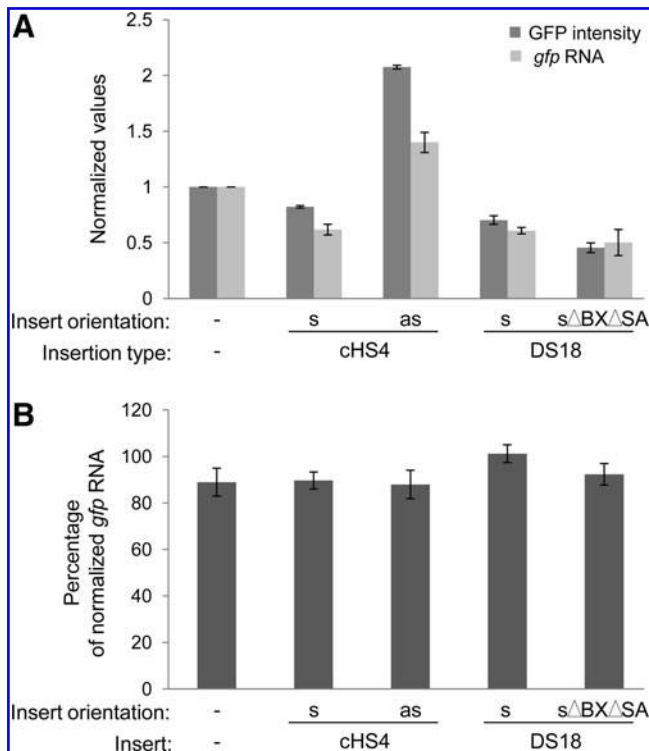 A
GFP intensity
gfp RNA
2.5
2
1.5
1
0.5
0
Normalized values
Insert orientation: - s as s s△BX△SA
Insertion type: - cHS4 DS18
B
120
100
80
60
40
20
0
Percentage
of normalized gfp RNA
Insert orientation: - s as s s△BX△SA
Insert: - cHS4 DS18